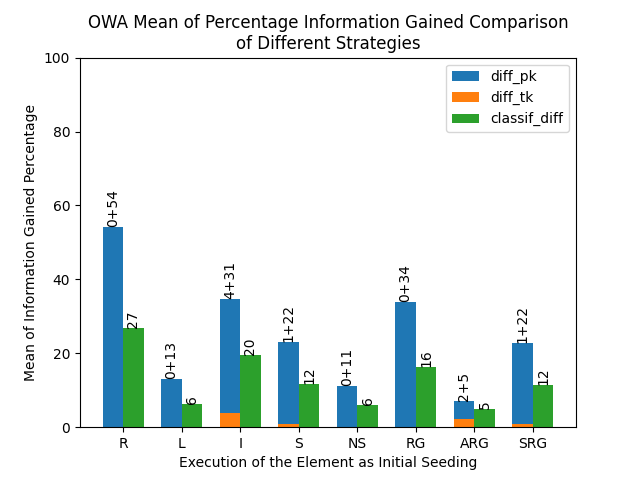 OWA Mean of Percentage Information Gained Comparison
of Different Strategies
Mean of Information Gained Percentage
100
80
60
40
20
0
diff_pk
diff_tk
classif_diff
0+54
27
0+13
6
4+31
20
1+22
12
0+11
6
0+34
16
2+5
5
1+22
12
R L I S NS RG ARG SRG
Execution of the Element as Initial Seeding